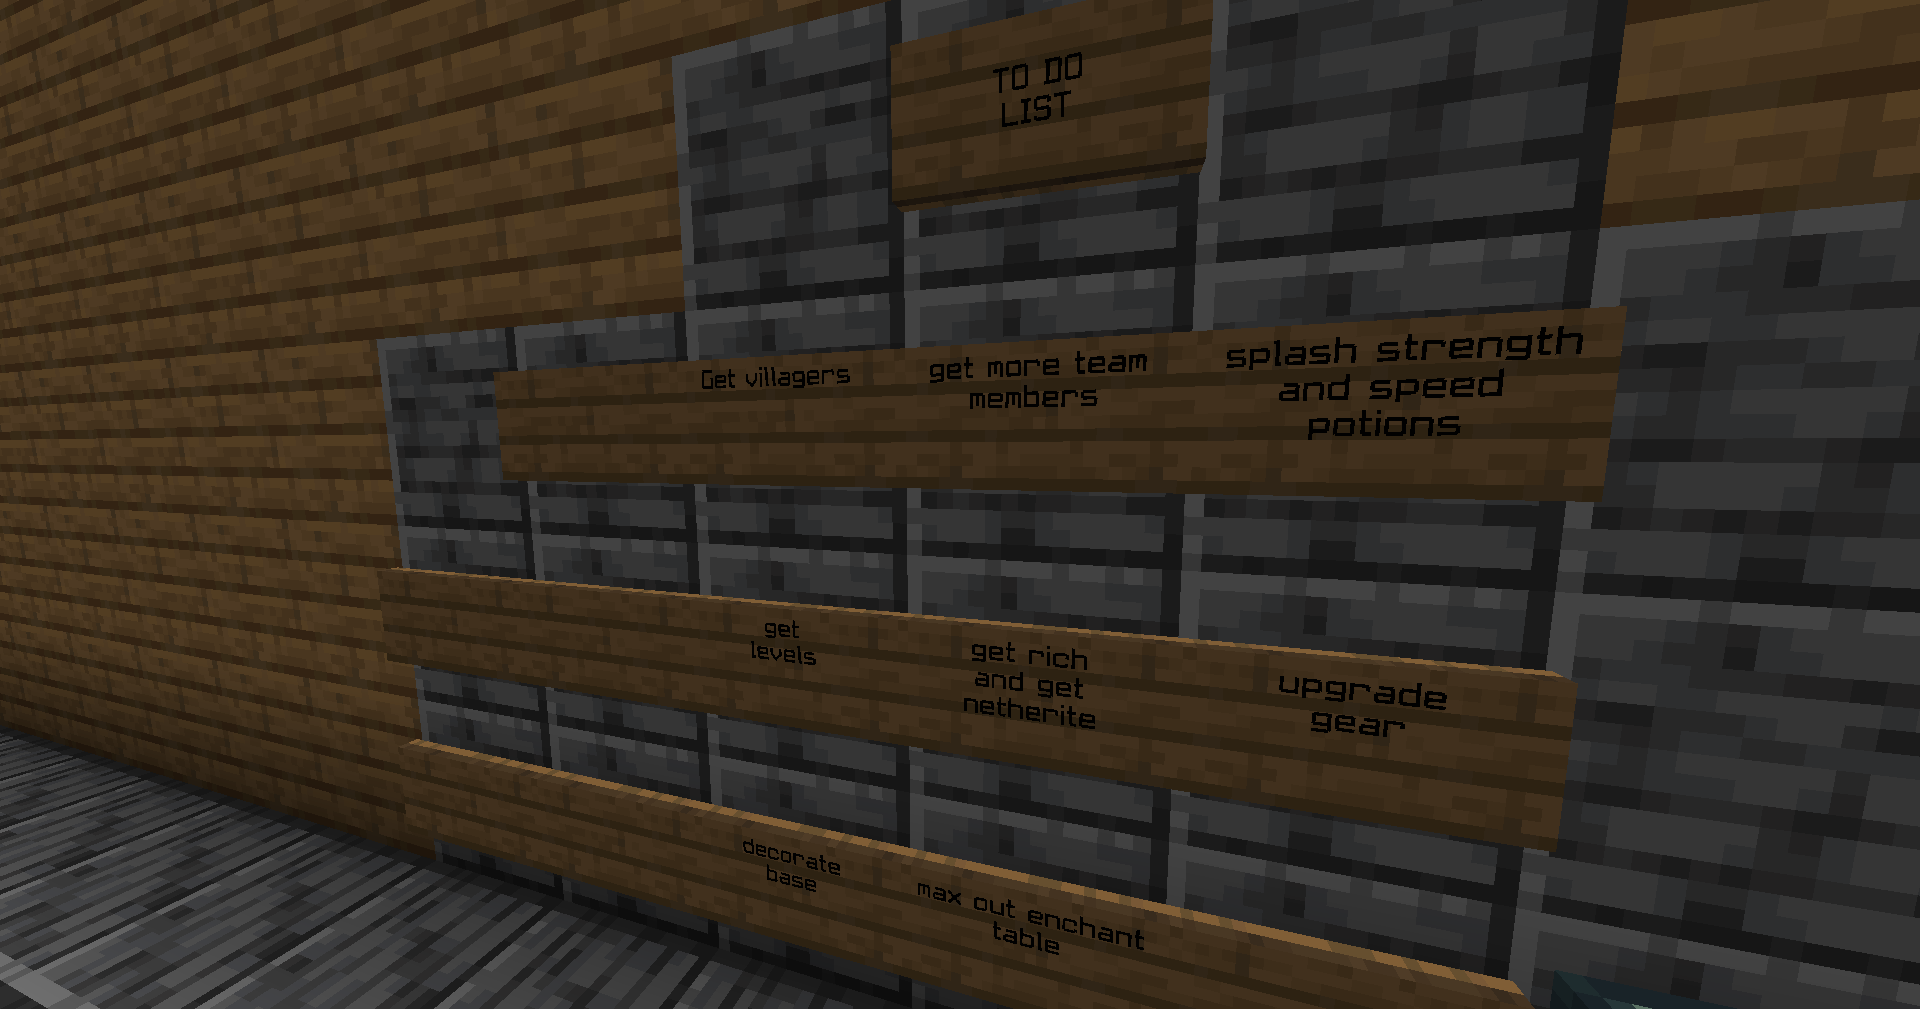 TO DO
LIST
Get villagers
get more team
members
splash strength
and speed
potions
get
levels
get rich
and get
netherite
upgrade
gear
decorate
base
max out enchant
table